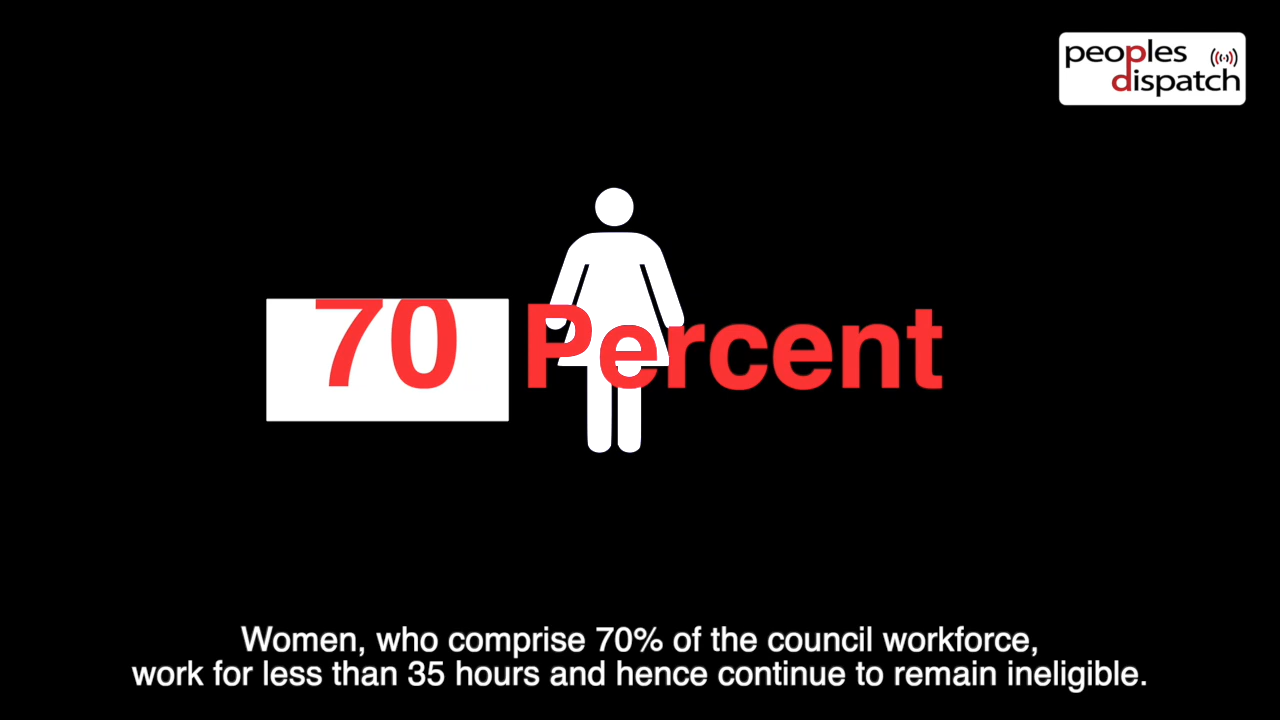 peoples
dispatch
70 Percent
Women, who comprise 70% of the council workforce,
work for less than 35 hours and hence continue to remain ineligible.